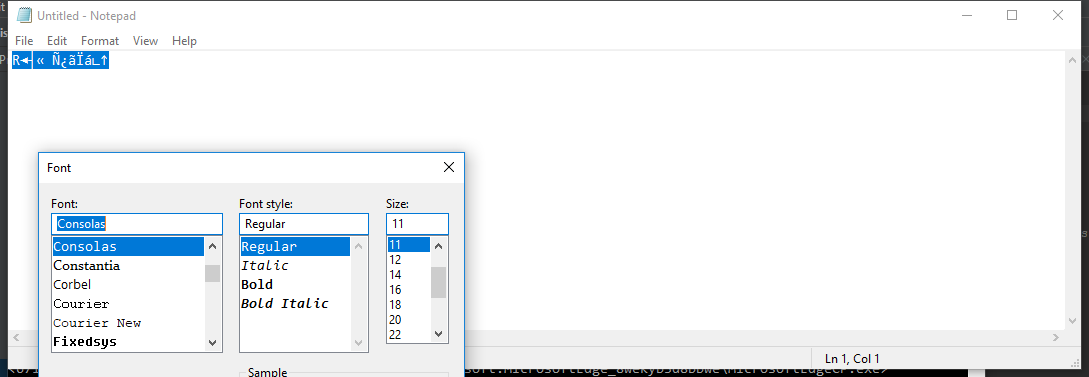 Untitled - Notepad
File Edit Format View Help
R◄┤« Ñ¿ãÏá∟↑
Font
Font: Font style: Size:
Consolas Regular 11
Consolas Regular 11
Constantia Italic 12
Corbel Bold 14
Courier Bold Italic 16
Courier New 18
Fixedsys 20
22
Sample
Ln 1, Col 1